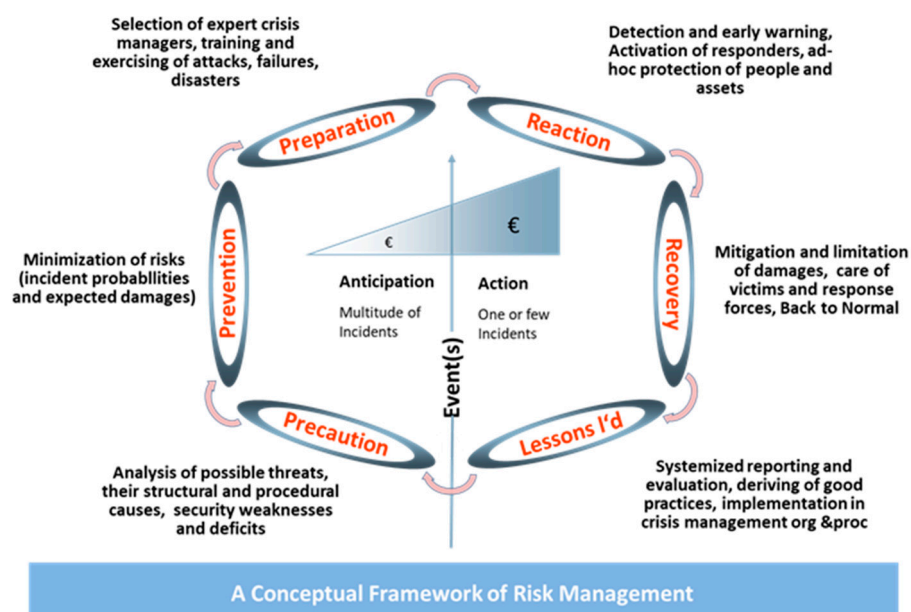 Selection of expert crisis
managers, training and
exercising of attacks, failures,
disasters
Detection and early warning,
Activation of responders, ad-
hoc protection of people and
assets
Preparation
Reaction
Prevention
Minimization of risks
(incident probabllities
and expected damages)
€
€
Anticipation
Multitude of
Incidents
Action
One or few
Incidents
Event(s)
Recovery
Mitigation and limitation
of damages, care of
victims and response
forces, Back to Normal
Precaution
Lessons l'd
Analysis of possible threats,
their structural and procedural
causes, security weaknesses
and deficits
Systemized reporting and
evaluation, deriving of good
practices, implementation in
crisis management org &proc
A Conceptual Framework of Risk Management